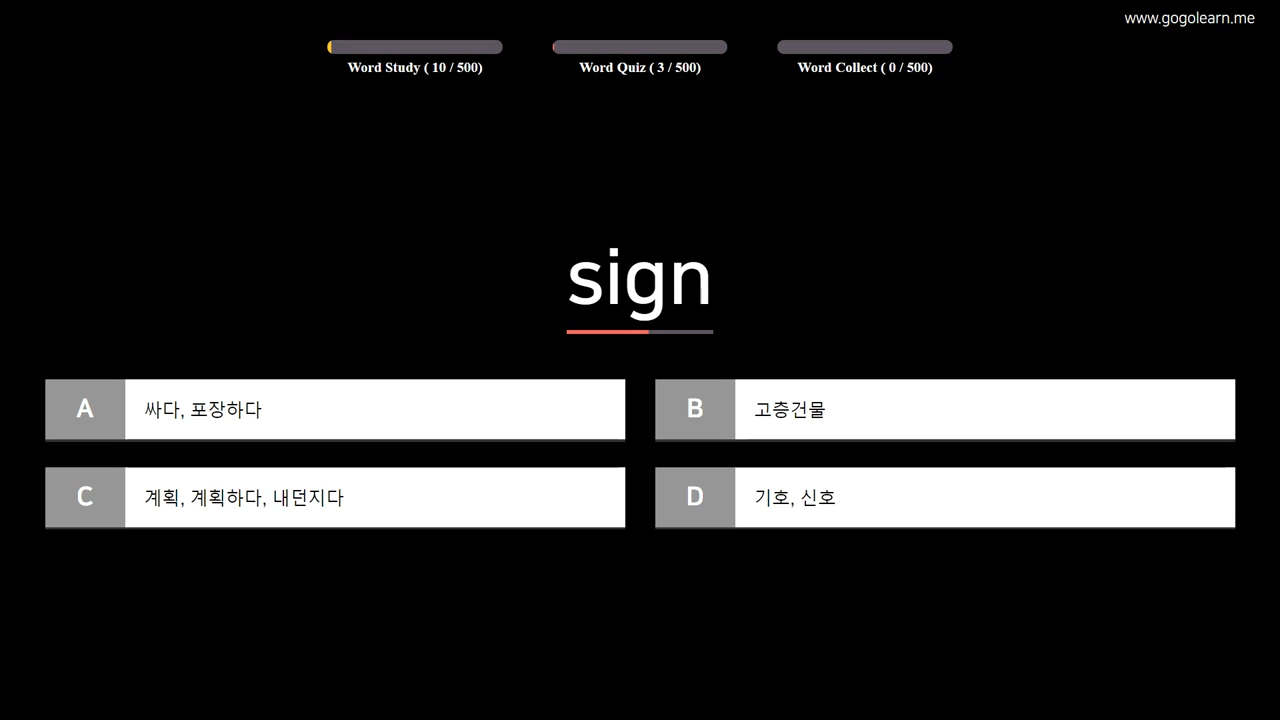 www.gogolearn.me
Word Study ( 10 / 500)
Word Quiz ( 3 / 500)
Word Collect ( 0 / 500)
sign
A 싸다, 포장하다
B 고층건물
C 계획, 계획하다, 내던지다
D 기호, 신호